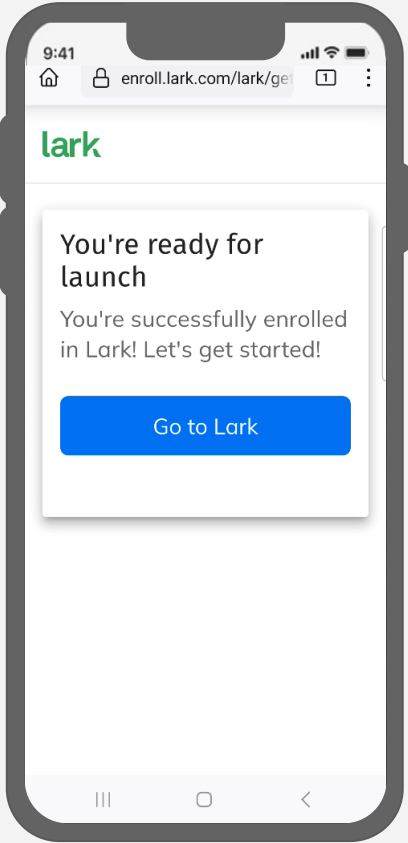 9:41
enroll.lark.com/lark/get
1
lark
You're ready for
launch
You're successfully enrolled
in Lark! Let's get started!
Go to Lark